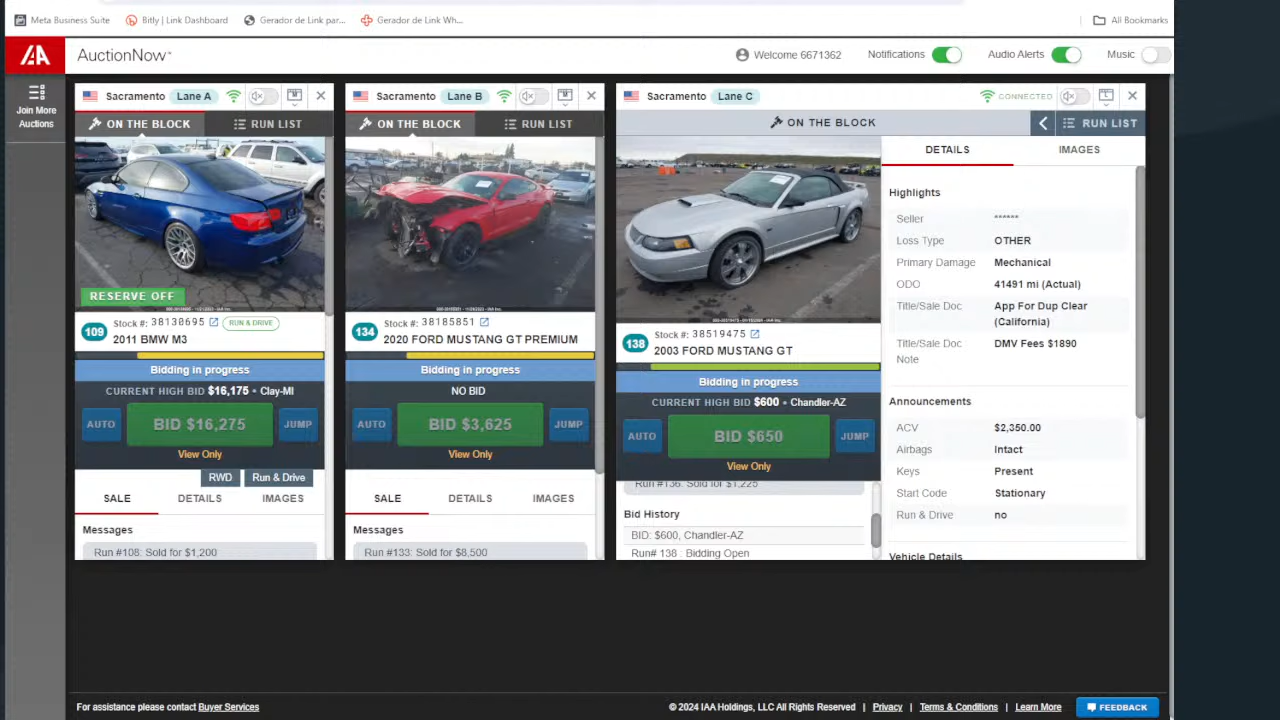 Meta Business Suite
Bitly | Link Dashboard
Gerador de Link par...
Gerador de Link Wh...
All Bookmarks
IAA
AuctionNow™
Welcome 6671362
Notifications
Audio Alerts
Music
Join More
Auctions
Sacramento Lane A
ON THE BLOCK
RUN LIST
RESERVE OFF
109
Stock #: 38138695
RUN & DRIVE
2011 BMW M3
Bidding in progress
CURRENT HIGH BID $16,175 • Clay-MI
AUTO
BID $16,275
JUMP
View Only
RWD
Run & Drive
SALE
DETAILS
IMAGES
Messages
Run #108: Sold for $1,200
Sacramento Lane B
ON THE BLOCK
RUN LIST
134
Stock #: 38185851
2020 FORD MUSTANG GT PREMIUM
Bidding in progress
NO BID
AUTO
BID $3,625
JUMP
View Only
SALE
DETAILS
IMAGES
Messages
Run #133: Sold for $8,500
Sacramento Lane C
CONNECTED
ON THE BLOCK
RUN LIST
138
Stock #: 38519475
2003 FORD MUSTANG GT
Bidding in progress
CURRENT HIGH BID $600 • Chandler-AZ
AUTO
BID $650
JUMP
View Only
Run #136: Sold for $1,225
Bid History
BID: $600, Chandler-AZ
Run# 138 : Bidding Open
DETAILS
IMAGES
Highlights
Seller ******
Loss Type OTHER
Primary Damage Mechanical
ODO 41491 mi (Actual)
Title/Sale Doc App For Dup Clear
(California)
Title/Sale Doc DMV Fees $1890
Note
Announcements
ACV $2,350.00
Airbags Intact
Keys Present
Start Code Stationary
Run & Drive no
Vehicle Details
For assistance please contact Buyer Services
© 2024 IAA Holdings, LLC All Rights Reserved | Privacy | Terms & Conditions | Learn More
FEEDBACK